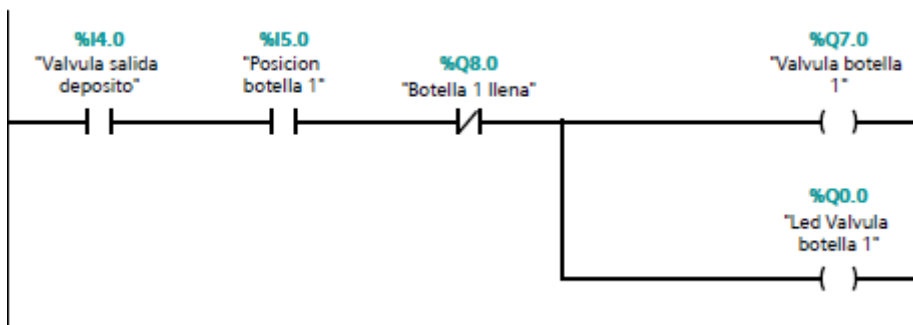 %I4.0
"Valvula salida
deposito"
%I5.0
"Posicion
botella 1"
%Q8.0
"Botella 1 llena"
%Q7.0
"Valvula botella
1"
%Q0.0
"Led Valvula
botella 1"